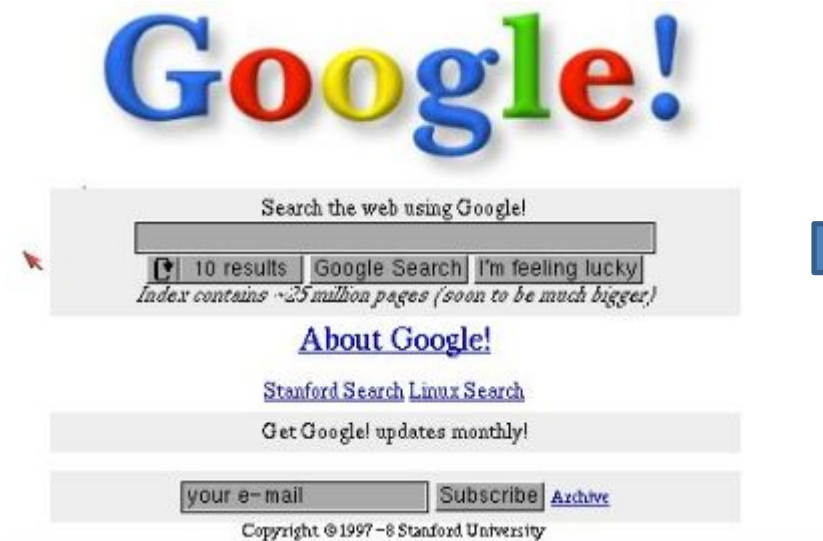 Google!
Search the web using Google!
10 results Google Search I'm feeling lucky
Index contains ~25 million pages (soon to be much bigger)
About Google!
Stanford Search Linux Search
Get Google! updates monthly!
your e-mail Subscribe Archive
Copyright ©1997-8 Stanford University